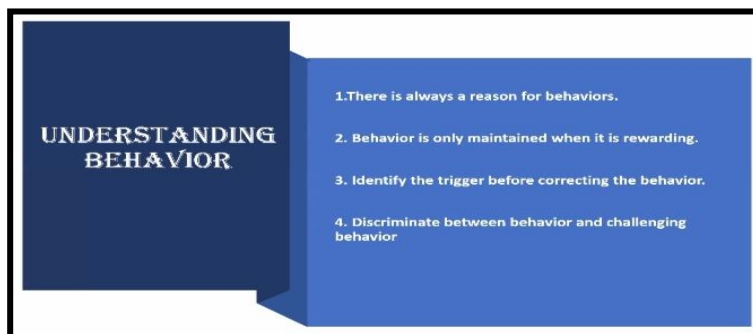 UNDERSTANDING
BEHAVIOR
1.There is always a reason for behaviors.
2. Behavior is only maintained when it is rewarding.
3. Identify the trigger before correcting the behavior.
4. Discriminate between behavior and challenging
behavior